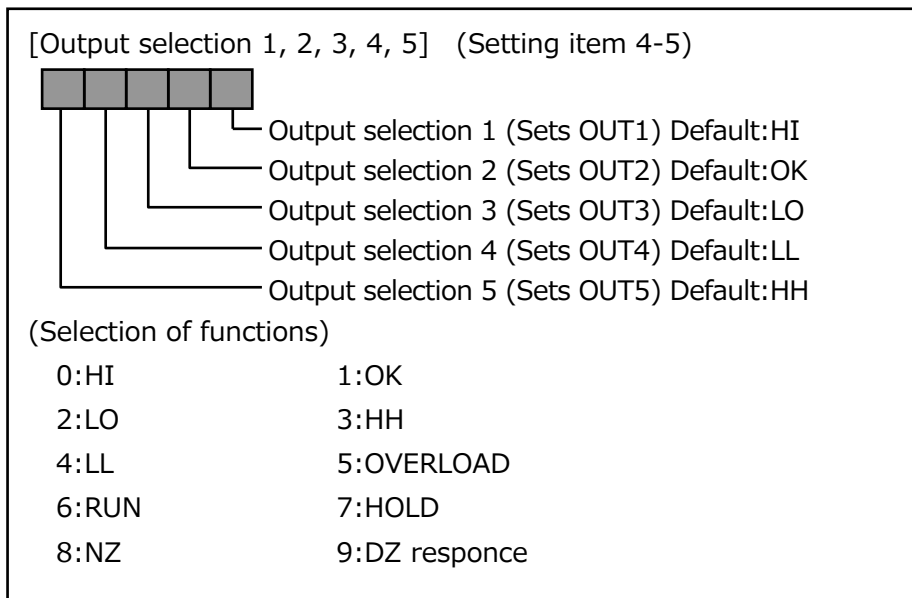 [Output selection 1, 2, 3, 4, 5] (Setting item 4-5)
Output selection 1 (Sets OUT1) Default:HI
Output selection 2 (Sets OUT2) Default:OK
Output selection 3 (Sets OUT3) Default:LO
Output selection 4 (Sets OUT4) Default:LL
Output selection 5 (Sets OUT5) Default:HH
(Selection of functions)
0:HI 1:OK
2:LO 3:HH
4:LL 5:OVERLOAD
6:RUN 7:HOLD
8:NZ 9:DZ responce